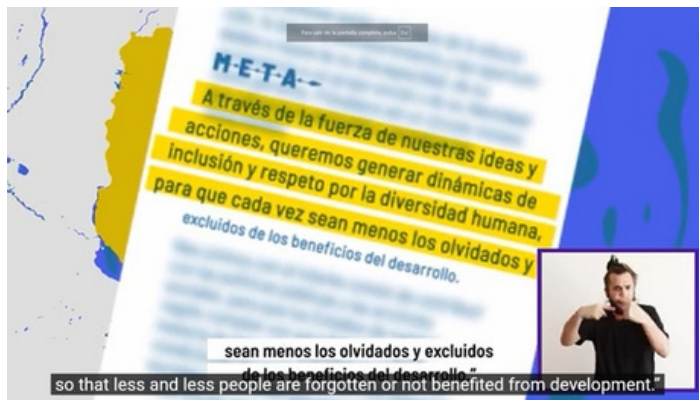 Para salir de la pantalla completa, pulsa Esc
M-E-T-A-
A través de la fuerza de nuestras ideas y
acciones, queremos generar dinámicas de
inclusión y respeto por la diversidad humana,
para que cada vez sean menos los olvidados y
excluidos de los beneficios del desarrollo.
sean menos los olvidados y excluidos
de los beneficios del desarrollo."
so that less and less people are forgotten or not benefited from development."